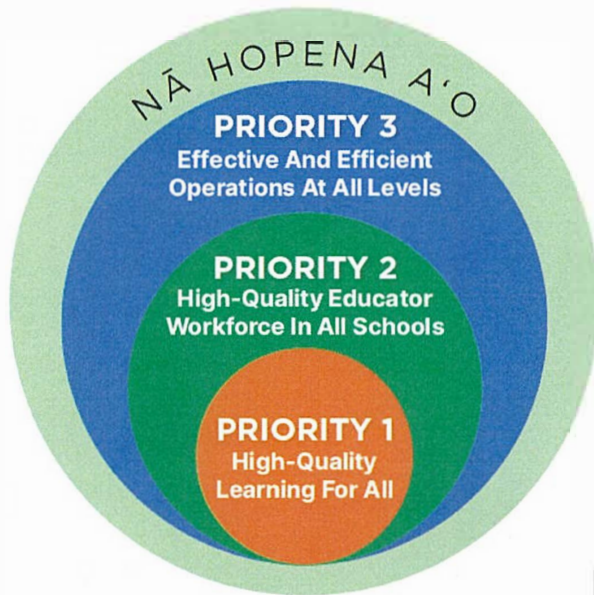 NĀ HOPENA AʻO
PRIORITY 3
Effective And Efficient
Operations At All Levels
PRIORITY 2
High-Quality Educator
Workforce In All Schools
PRIORITY 1
High-Quality
Learning For All